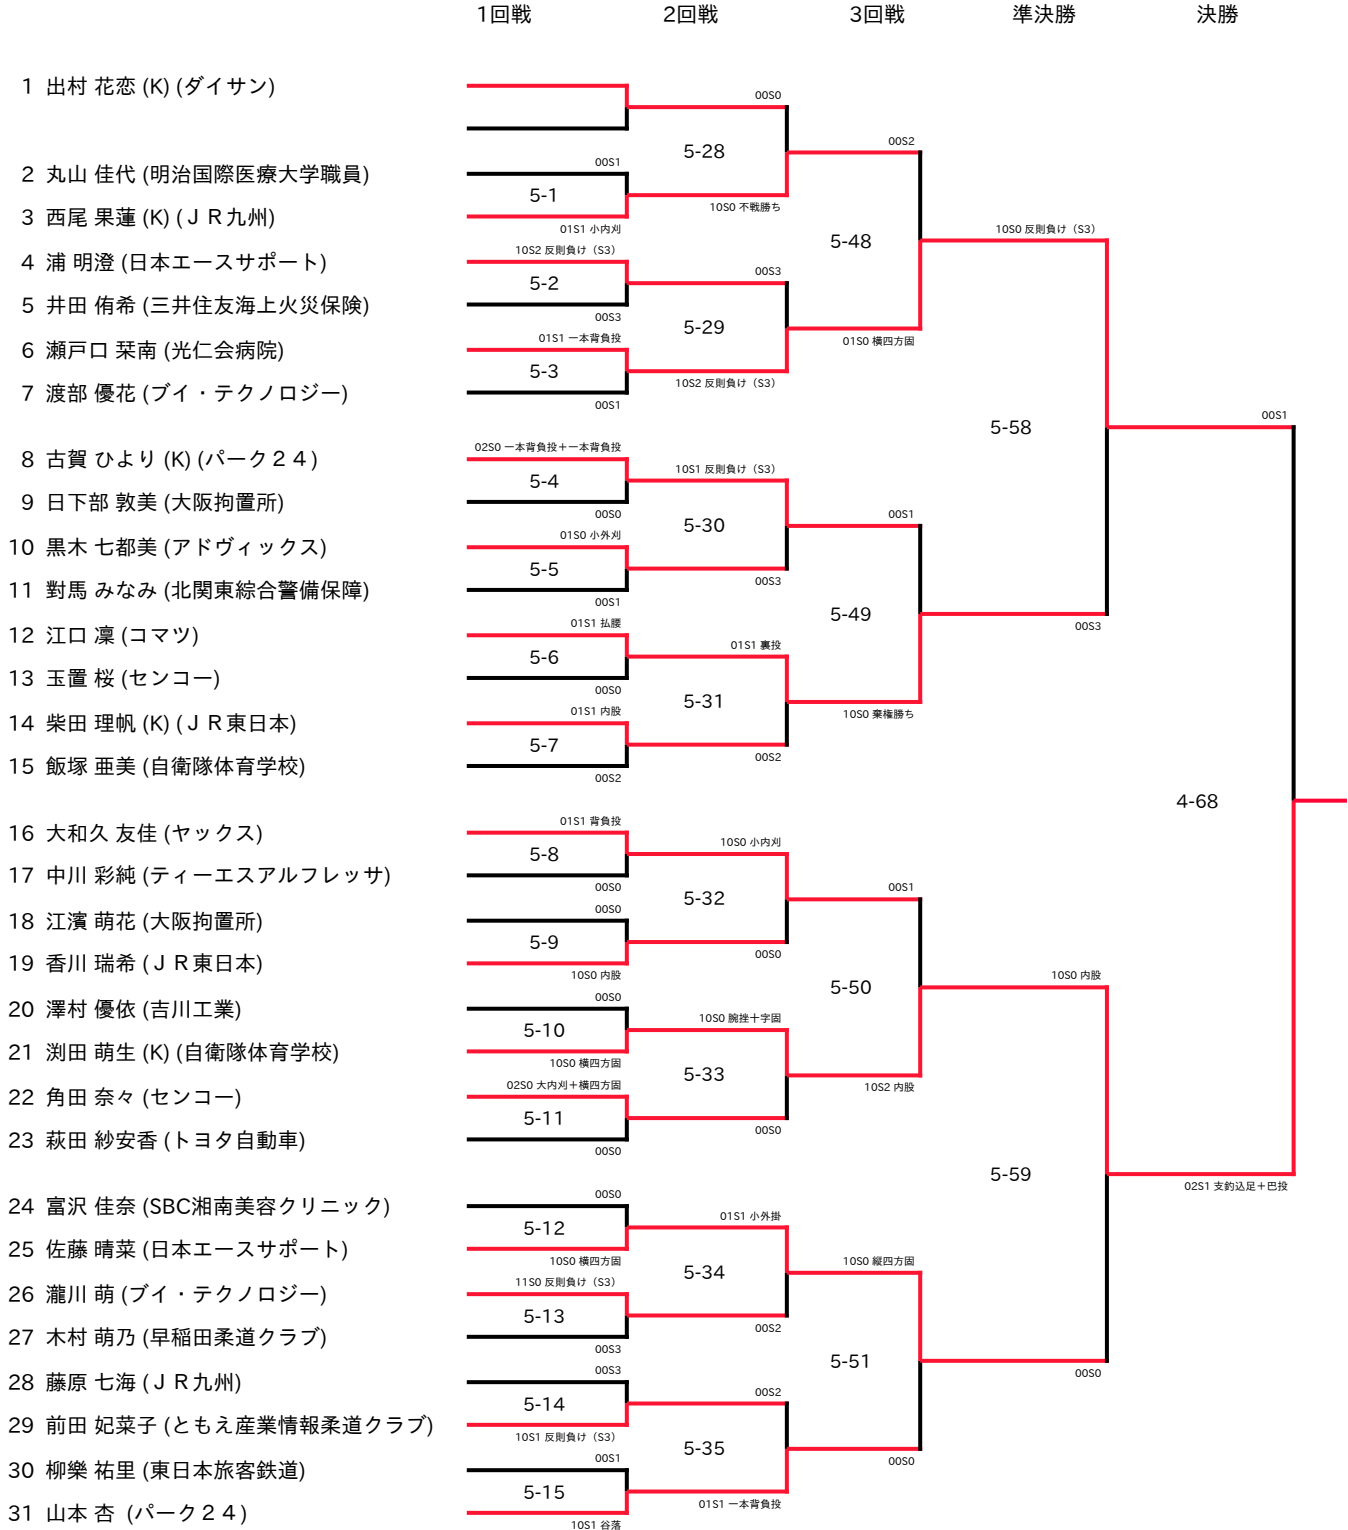 1回戦 2回戦 3回戦 準決勝 決勝
1 出村 花恋 (K) (ダイサン)
00S0
00S2
5-28
00S1
2 丸山 佳代 (明治国際医療大学職員)
5-1
10S0 不戦勝ち
3 西尾 果蓮 (K) (ＪＲ九州)
01S1 小内刈
10S0 反則負け（S3）
5-48
10S2 反則負け（S3）
4 浦 明澄 (日本エースサポート)
00S3
5-2
5 井田 侑希 (三井住友海上火災保険)
00S3
5-29
01S1 一本背負投
01S0 横四方固
6 瀬戸口 栞南 (光仁会病院)
5-3
10S2 反則負け（S3）
7 渡部 優花 (ブイ・テクノロジー)
00S1
00S1
5-58
02S0 一本背負投＋一本背負投
8 古賀 ひより (K) (パーク２４)
10S1 反則負け（S3）
5-4
9 日下部 敦美 (大阪拘置所)
00S0
00S1
5-30
01S0 小外刈
10 黒木 七都美 (アドヴィックス)
5-5
00S3
11 對馬 みなみ (北関東綜合警備保障)
00S1
5-49
01S1 払腰
00S3
12 江口 凜 (コマツ)
01S1 裏投
5-6
13 玉置 桜 (センコー)
00S0
5-31
01S1 内股
10S0 棄権勝ち
14 柴田 理帆 (K) (ＪＲ東日本)
5-7
00S2
15 飯塚 亜美 (自衛隊体育学校)
00S2
4-68
01S1 背負投
16 大和久 友佳 (ヤックス)
10S0 小内刈
5-8
17 中川 彩純 (ティーエスアルフレッサ)
00S0
00S1
5-32
00S0
18 江濱 萌花 (大阪拘置所)
5-9
00S0
19 香川 瑞希 (ＪＲ東日本)
10S0 内股
10S0 内股
5-50
00S0
20 澤村 優依 (吉川工業)
10S0 腕挫十字固
5-10
21 渕田 萌生 (K) (自衛隊体育学校)
10S0 横四方固
5-33
02S0 大内刈＋横四方固
10S2 内股
22 角田 奈々 (センコー)
5-11
00S0
23 萩田 紗安香 (トヨタ自動車)
00S0
5-59
02S1 支釣込足＋巴投
00S0
24 富沢 佳奈 (SBC湘南美容クリニック)
01S1 小外掛
5-12
25 佐藤 晴菜 (日本エースサポート)
10S0 横四方固
10S0 縦四方固
5-34
11S0 反則負け（S3）
26 瀧川 萌 (ブイ・テクノロジー)
5-13
00S2
27 木村 萌乃 (早稲田柔道クラブ)
00S3
5-51
00S3
00S0
28 藤原 七海 (ＪＲ九州)
00S2
5-14
29 前田 妃菜子 (ともえ産業情報柔道クラブ)
10S1 反則負け（S3）
5-35
00S1
00S0
30 柳樂 祐里 (東日本旅客鉄道)
5-15
01S1 一本背負投
31 山本 杏 (パーク２４)
10S1 谷落